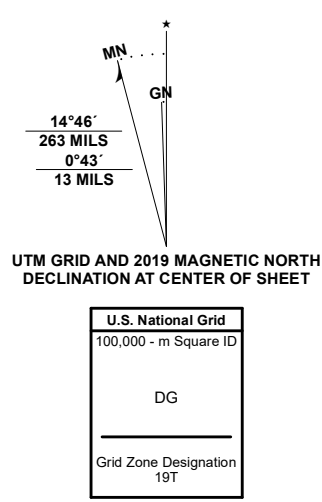 ★
MN
GN
14°46´
263 MILS
0°43´
13 MILS
UTM GRID AND 2019 MAGNETIC NORTH
DECLINATION AT CENTER OF SHEET
U.S. National Grid
100,000 - m Square ID
DG
Grid Zone Designation
19T